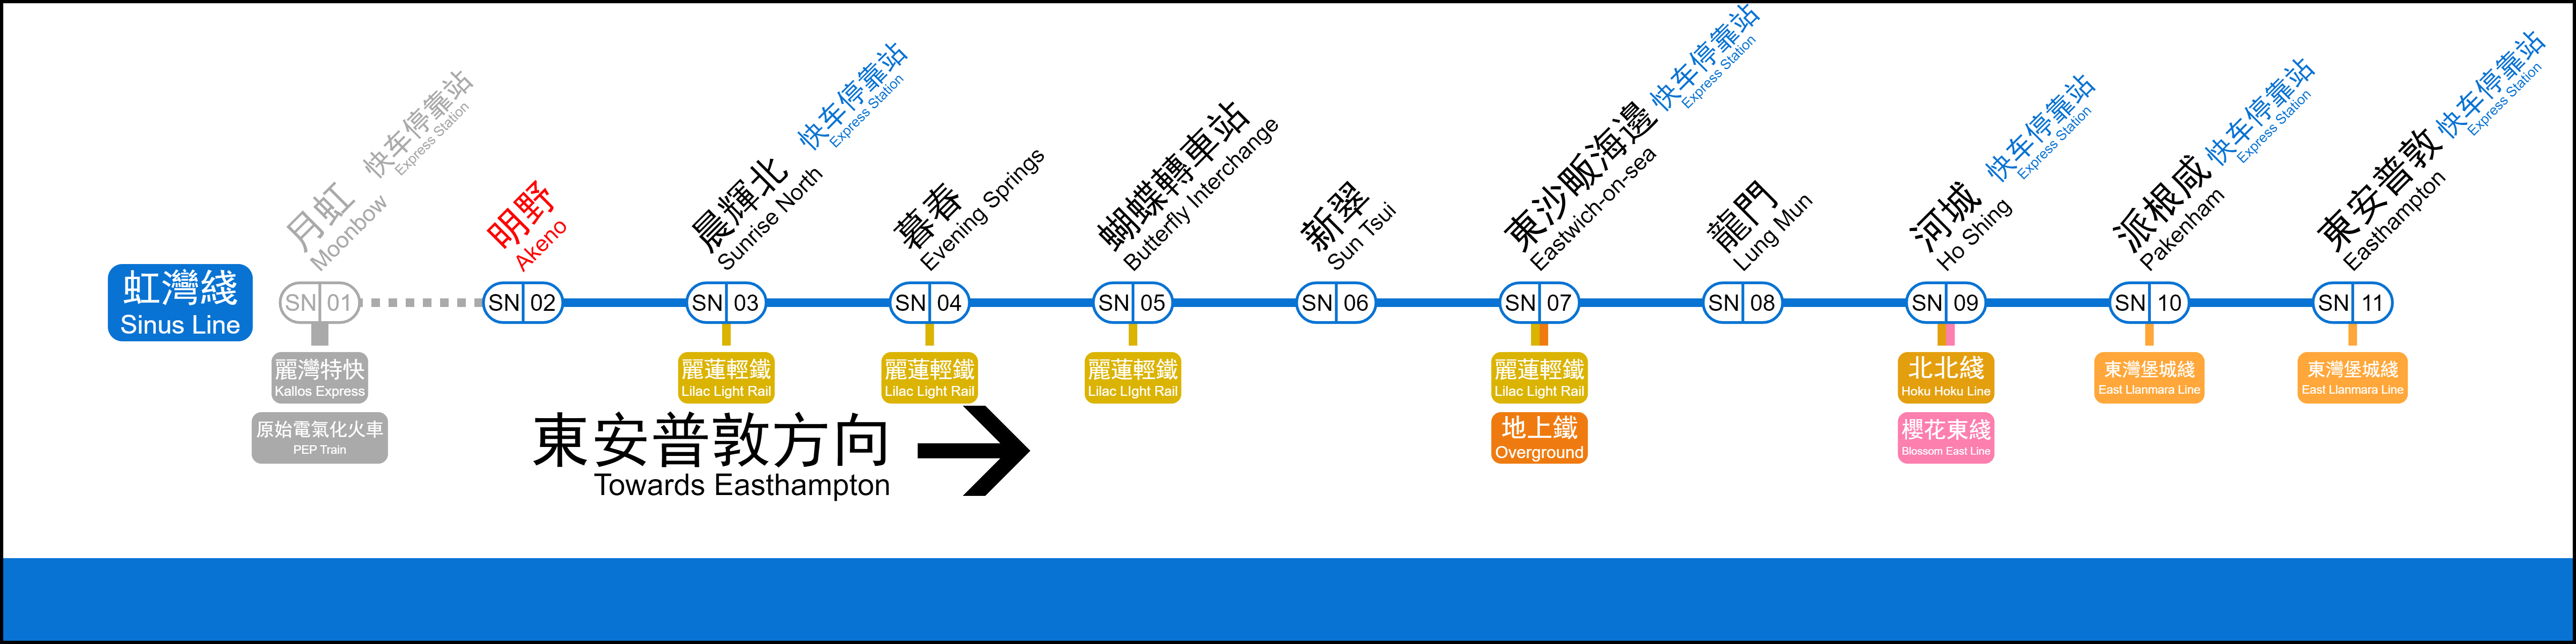 虹灣綫
Sinus Line
月虹
Moonbow
快车停靠站
Express Station
SN 01
麗灣特快
Kallos Express
原始電氣化火車
PEP Train
明野
Akeno
SN 02
晨輝北
Sunrise North
快车停靠站
Express Station
SN 03
麗蓮輕鐵
Lilac Light Rail
暮春
Evening Springs
SN 04
麗蓮輕鐵
Lilac LIght Rail
蝴蝶轉車站
Butterfly Interchange
SN 05
麗蓮輕鐵
Lilac LIght Rail
新翠
Sun Tsui
SN 06
東沙畈海邊
Eastwich-on-sea
快车停靠站
Express Station
SN 07
麗蓮輕鐵
Lilac LIght Rail
地上鐵
Overground
龍門
Lung Mun
SN 08
河城
Ho Shing
快车停靠站
Express Station
SN 09
北北綫
Hoku Hoku Line
櫻花東綫
Blossom East Line
派根咸
Pakenham
快车停靠站
Express Station
SN 10
東灣堡城綫
East Llanmara Line
東安普敦
Easthampton
快车停靠站
Express Station
SN 11
東灣堡城綫
East Llanmara Line
東安普敦方向
Towards Easthampton